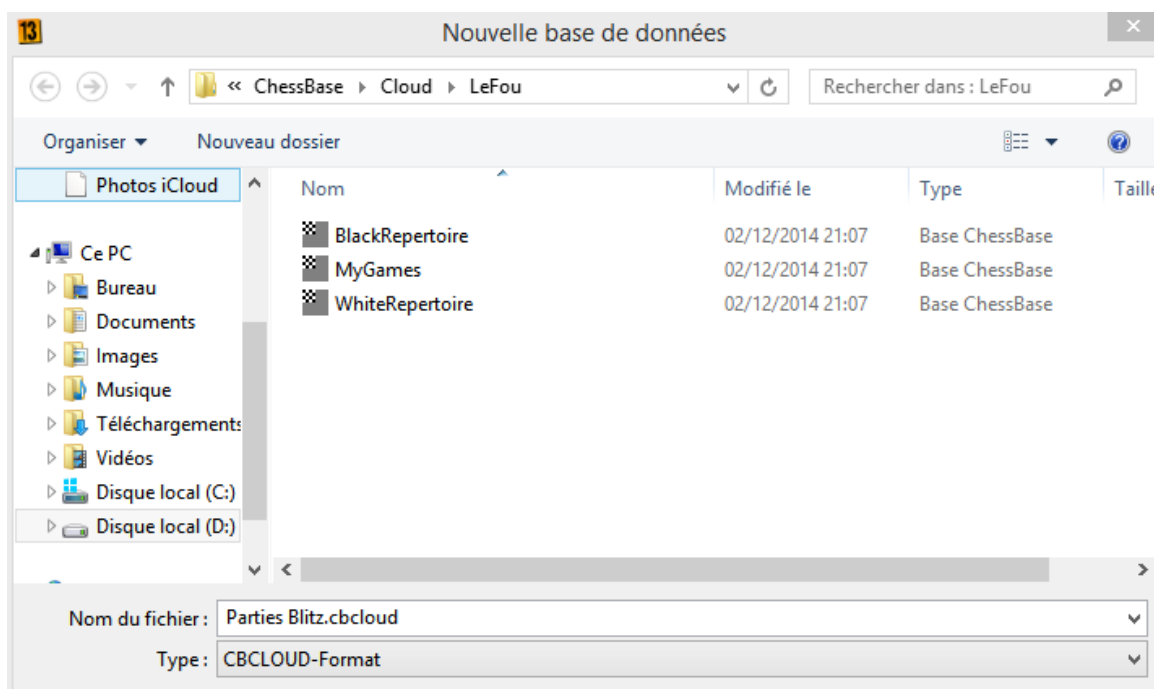 13 Nouvelle base de données
« ChessBase Cloud LeFou Rechercher dans : LeFou
Organiser Nouveau dossier
Photos iCloud
Nom Modifié le Type Taille
Ce PC
Bureau
Documents
Images
Musique
Téléchargements
Vidéos
Disque local (C:)
Disque local (D:)
BlackRepertoire 02/12/2014 21:07 Base ChessBase
MyGames 02/12/2014 21:07 Base ChessBase
WhiteRepertoire 02/12/2014 21:07 Base ChessBase
Nom du fichier : Parties Blitz.cbcloud
Type : CBCLOUD-Format